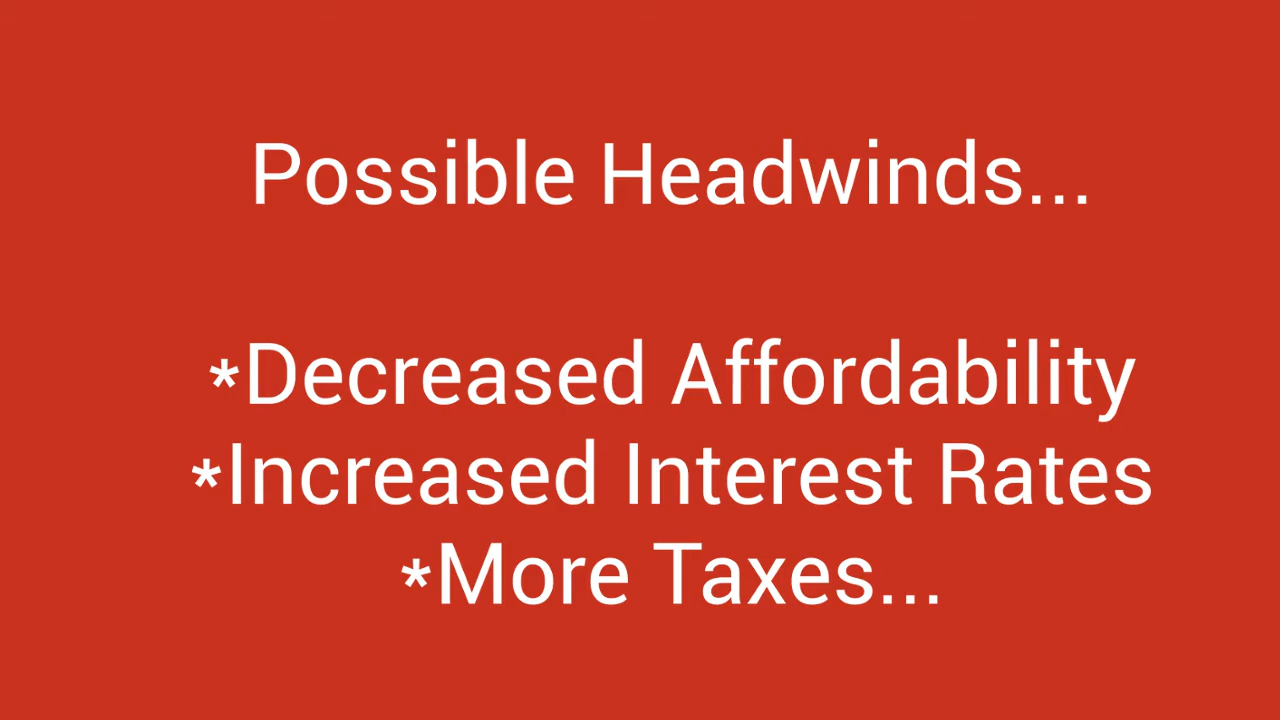 Possible Headwinds...
*Decreased Affordability
*Increased Interest Rates
*More Taxes...